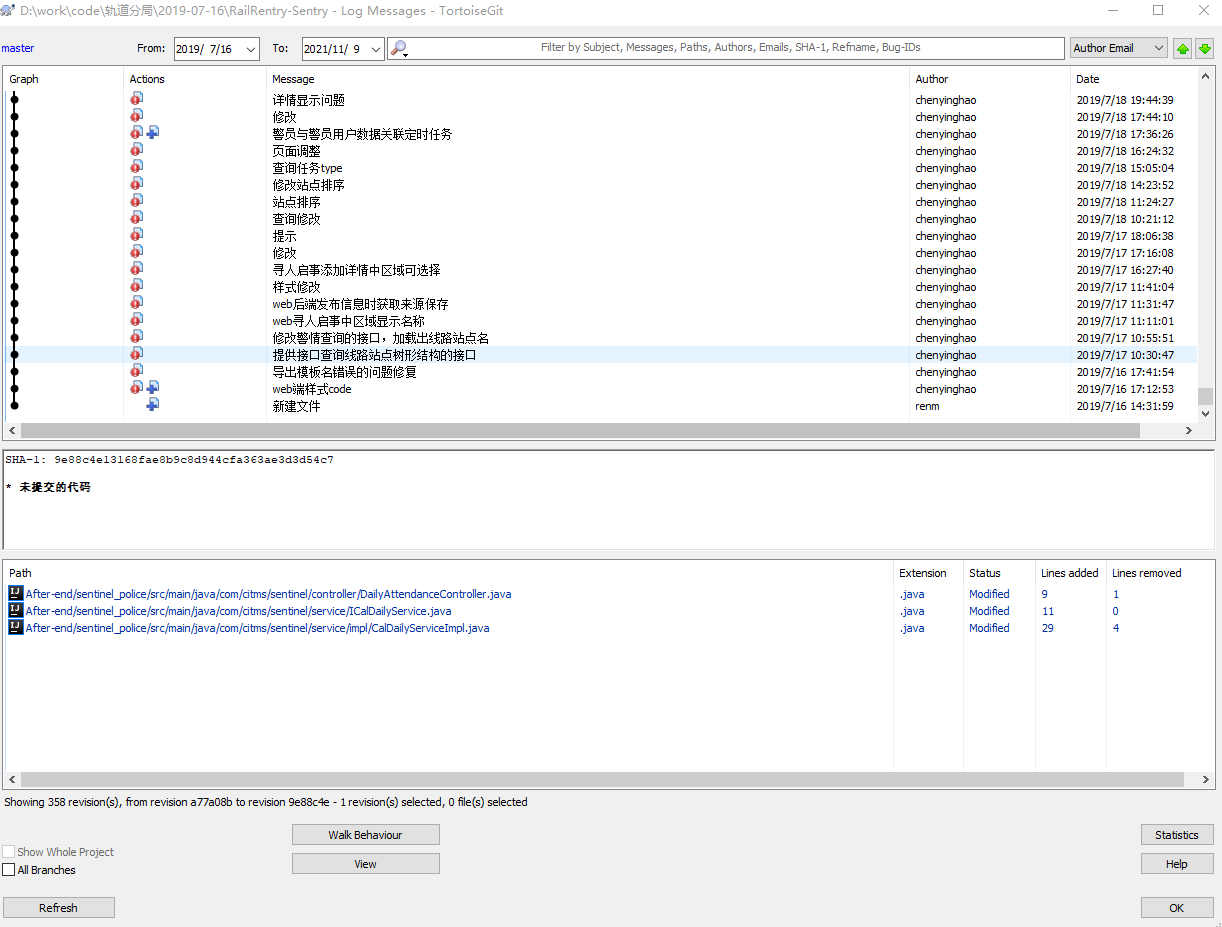 D:\work\code\轨道分局\2019-07-16\RailRentry-Sentry - Log Messages - TortoiseGit
master From: 2019/ 7/16 To: 2021/11/ 9 Filter by Subject, Messages, Paths, Authors, Emails, SHA-1, Refname, Bug-IDs Author Email
Graph Actions Message Author Date
详情显示问题 chenyinghao 2019/7/18 19:44:39
修改 chenyinghao 2019/7/18 17:44:10
警员与警员用户数据关联定时任务 chenyinghao 2019/7/18 17:36:26
页面调整 chenyinghao 2019/7/18 16:24:32
查询任务type chenyinghao 2019/7/18 15:05:04
修改站点排序 chenyinghao 2019/7/18 14:23:52
站点排序 chenyinghao 2019/7/18 11:24:27
查询修改 chenyinghao 2019/7/18 10:21:12
提示 chenyinghao 2019/7/17 18:06:38
修改 chenyinghao 2019/7/17 17:16:08
寻人启事添加详情中区域可选择 chenyinghao 2019/7/17 16:27:40
样式修改 chenyinghao 2019/7/17 11:41:04
web后端发布信息时获取来源保存 chenyinghao 2019/7/17 11:31:47
web寻人启事中区域显示名称 chenyinghao 2019/7/17 11:11:01
修改警情查询的接口，加载出线路站点名 chenyinghao 2019/7/17 10:55:51
提供接口查询线路站点树形结构的接口 chenyinghao 2019/7/17 10:30:47
导出模板名错误的问题修复 chenyinghao 2019/7/16 17:41:54
web端样式code chenyinghao 2019/7/16 17:12:53
新建文件 renm 2019/7/16 14:31:59
SHA-1: 9e88c4e13168fae8b9c8d944cfa363ae3d3d54c7
* 未提交的代码
Path Extension Status Lines added Lines removed
After-end/sentinel_police/src/main/java/com/citms/sentinel/controller/DailyAttendanceController.java .java Modified 9 1
After-end/sentinel_police/src/main/java/com/citms/sentinel/service/ICalDailyService.java .java Modified 11 0
After-end/sentinel_police/src/main/java/com/citms/sentinel/service/impl/CalDailyServiceImpl.java .java Modified 29 4
Showing 358 revision(s), from revision a77a08b to revision 9e88c4e - 1 revision(s) selected, 0 file(s) selected
Walk Behaviour Statistics
Show Whole Project
View Help
All Branches
Refresh OK